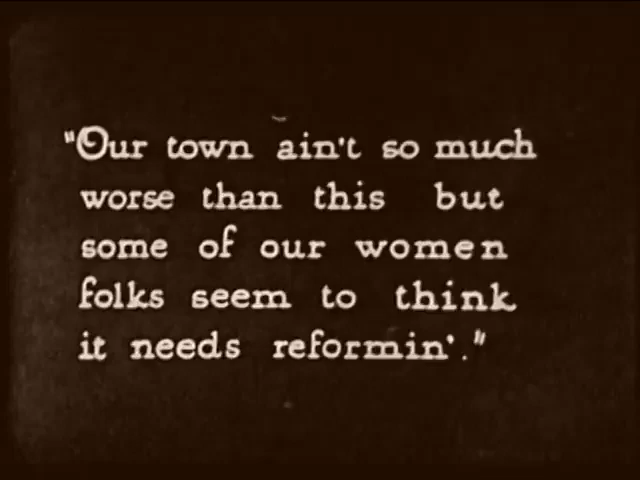 "Our town ain't so much
worse than this but
some of our women
folks seem to think
it needs reformin'."